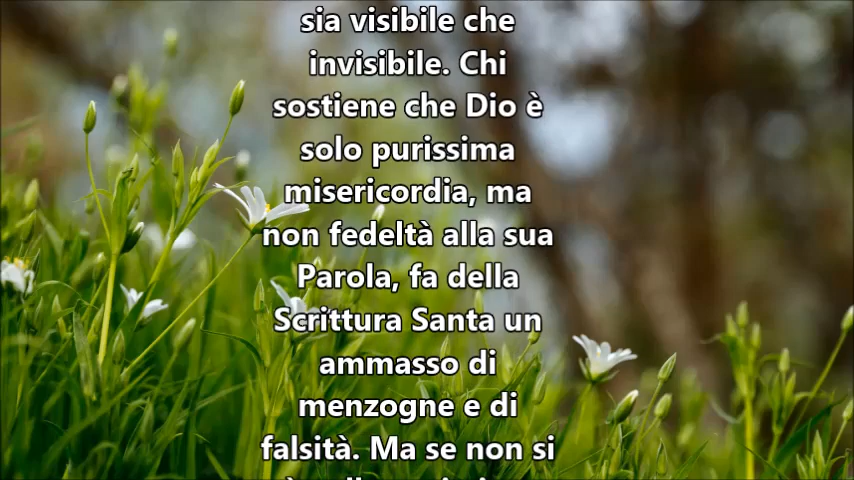 sia visibile che
invisibile. Chi
sostiene che Dio è
solo purissima
misericordia, ma
non fedeltà alla sua
Parola, fa della
Scrittura Santa un
ammasso di
menzogne e di
falsità. Ma se non si